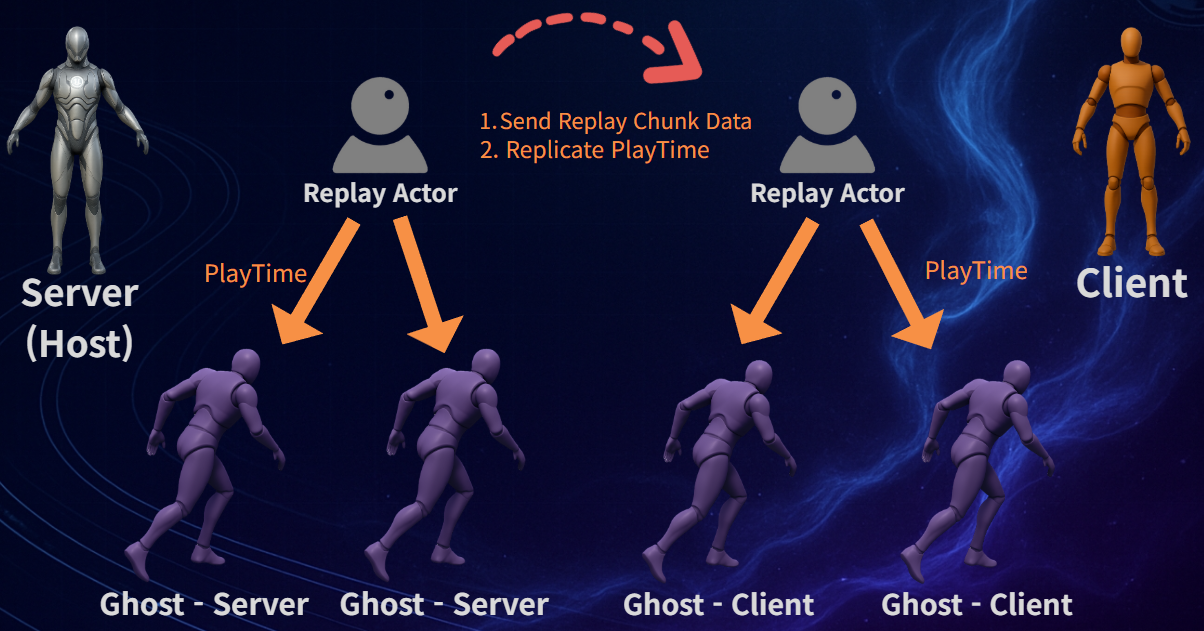 1. Send Replay Chunk Data
2. Replicate PlayTime
Replay Actor
Replay Actor
PlayTime
PlayTime
Server
(Host)
Client
Ghost - Server
Ghost - Server
Ghost - Client
Ghost - Client